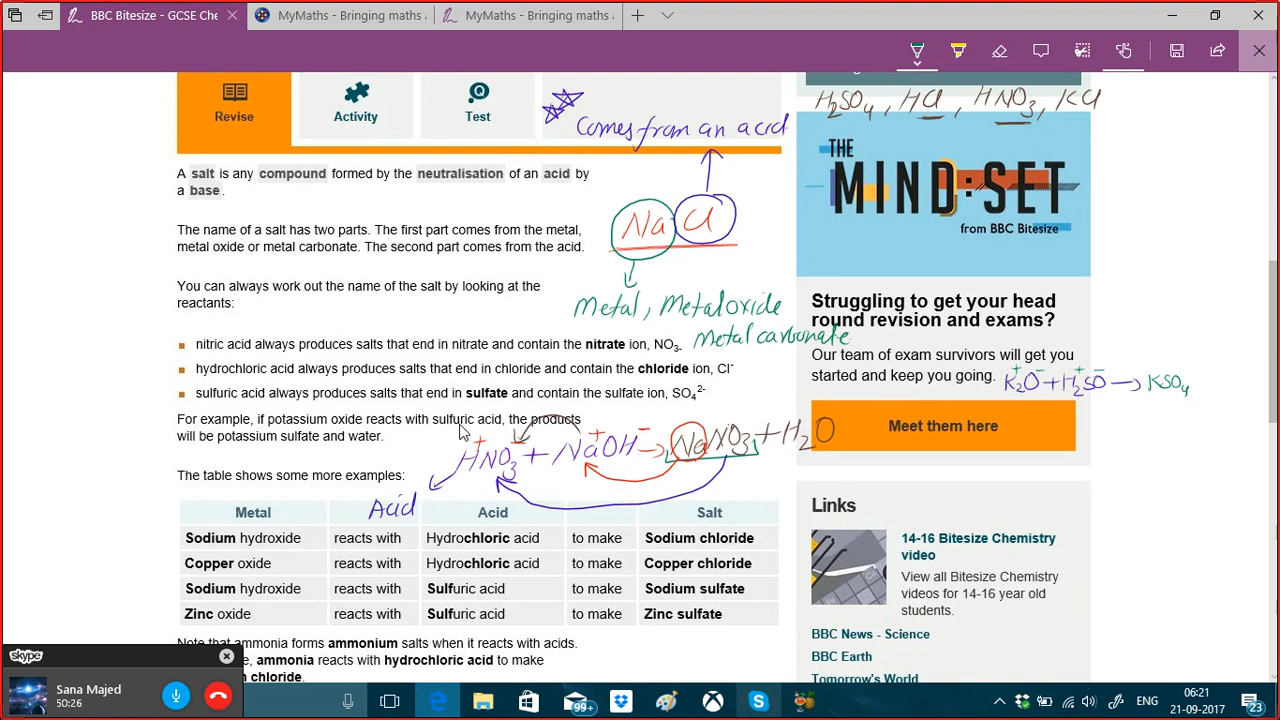 BBC Bitesize - GCSE Che
MyMaths - Bringing maths a
MyMaths - Bringing maths a
Revise
Activity
Test
Comes from an acid
H2SO4, HCl, HNO3, KCl
THE
MIND:SET
from BBC Bitesize
A salt is any compound formed by the neutralisation of an acid by
a base.
NaCl
The name of a salt has two parts. The first part comes from the metal,
metal oxide or metal carbonate. The second part comes from the acid.
You can always work out the name of the salt by looking at the
reactants:
Metal, Metal oxide
metal carbonate
nitric acid always produces salts that end in nitrate and contain the nitrate ion, NO3-
hydrochloric acid always produces salts that end in chloride and contain the chloride ion, Cl-
sulfuric acid always produces salts that end in sulfate and contain the sulfate ion, SO4 2-
Struggling to get your head
round revision and exams?
Our team of exam survivors will get you
started and keep you going.
K2+O- + H2+SO- → KSO4
Meet them here
For example, if potassium oxide reacts with sulfuric acid, the products
will be potassium sulfate and water.
H+NO3- + Na+OH- → NaNO3 + H2O
The table shows some more examples:
Acid
Metal Acid Salt
Sodium hydroxide reacts with Hydrochloric acid to make Sodium chloride
Copper oxide reacts with Hydrochloric acid to make Copper chloride
Sodium hydroxide reacts with Sulfuric acid to make Sodium sulfate
Zinc oxide reacts with Sulfuric acid to make Zinc sulfate
Note that ammonia forms ammonium salts when it reacts with acids.
e, ammonia reacts with hydrochloric acid to make
m chloride.
Links
14-16 Bitesize Chemistry
video
View all Bitesize Chemistry
videos for 14-16 year old
students.
BBC News - Science
BBC Earth
Tomorrow's World
skype
Sana Majed
50:26
99+
ENG
06:21
21-09-2017
23